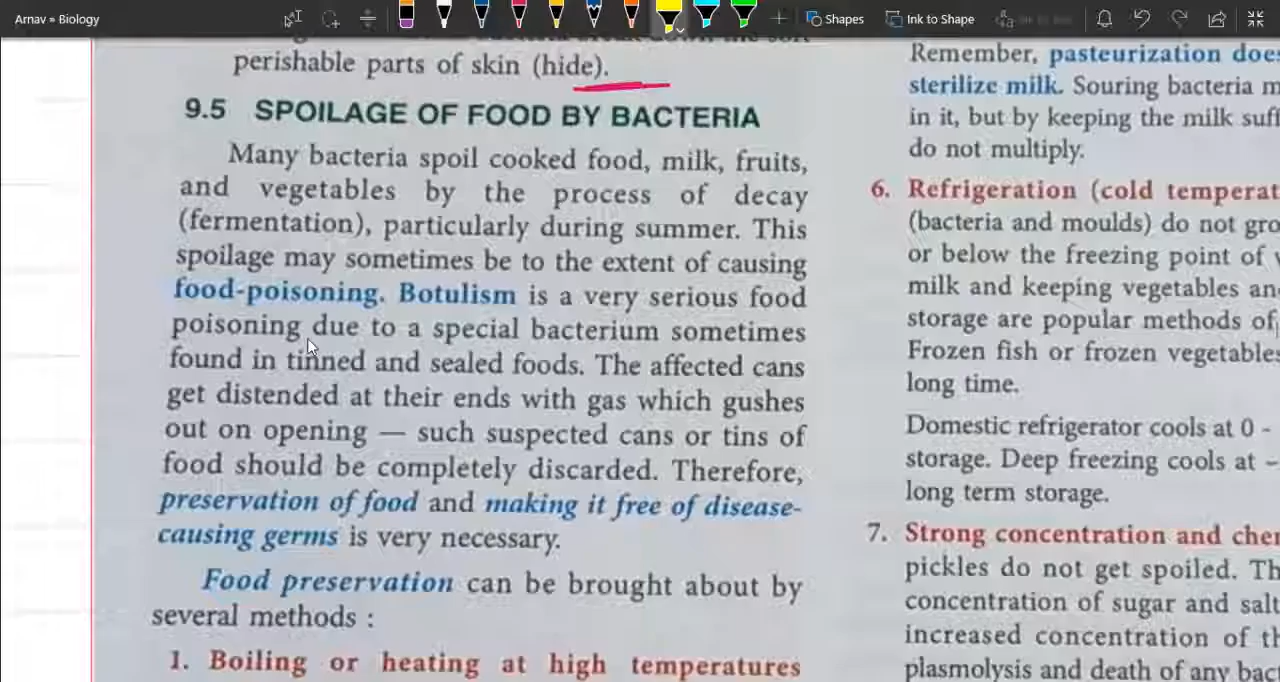 Arnav » Biology
Shapes
Ink to Shape
perishable parts of skin (hide).
9.5 SPOILAGE OF FOOD BY BACTERIA
Many bacteria spoil cooked food, milk, fruits,
and vegetables by the process of decay
(fermentation), particularly during summer. This
spoilage may sometimes be to the extent of causing
food-poisoning. Botulism is a very serious food
poisoning due to a special bacterium sometimes
found in tinned and sealed foods. The affected cans
get distended at their ends with gas which gushes
out on opening — such suspected cans or tins of
food should be completely discarded. Therefore,
preservation of food and making it free of disease-
causing germs is very necessary.
Food preservation can be brought about by
several methods :
1. Boiling or heating at high temperatures
Remember, pasteurization doe
sterilize milk. Souring bacteria m
in it, but by keeping the milk suf
do not multiply.
6. Refrigeration (cold temperat
(bacteria and moulds) do not gro
or below the freezing point of
milk and keeping vegetables an
storage are popular methods of
Frozen fish or frozen vegetables
long time.
Domestic refrigerator cools at 0 -
storage. Deep freezing cools at –
long term storage.
7. Strong concentration and che
pickles do not get spoiled. Th
concentration of sugar and salt
increased concentration of th
plasmolysis and death of any bac